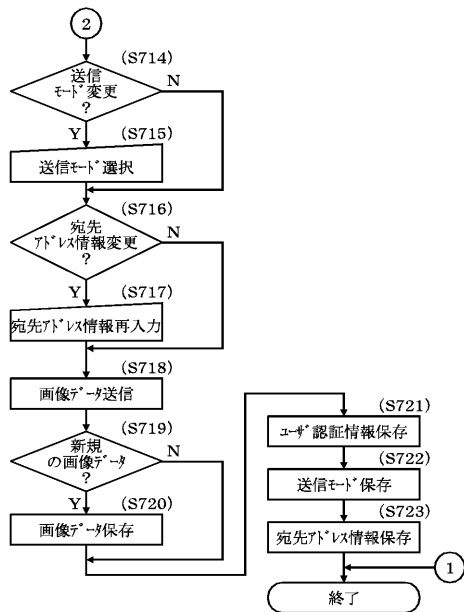 2
(S714)
送信
モード変更
?
N
Y
(S715)
送信モード選択
(S716)
宛先
アドレス情報変更
?
N
Y
(S717)
宛先アドレス情報再入力
(S718)
画像データ送信
(S719)
新規
の画像データ
?
N
Y
(S720)
画像データ保存
(S721)
ユーザ認証情報保存
(S722)
送信モード保存
(S723)
宛先アドレス情報保存
1
終了